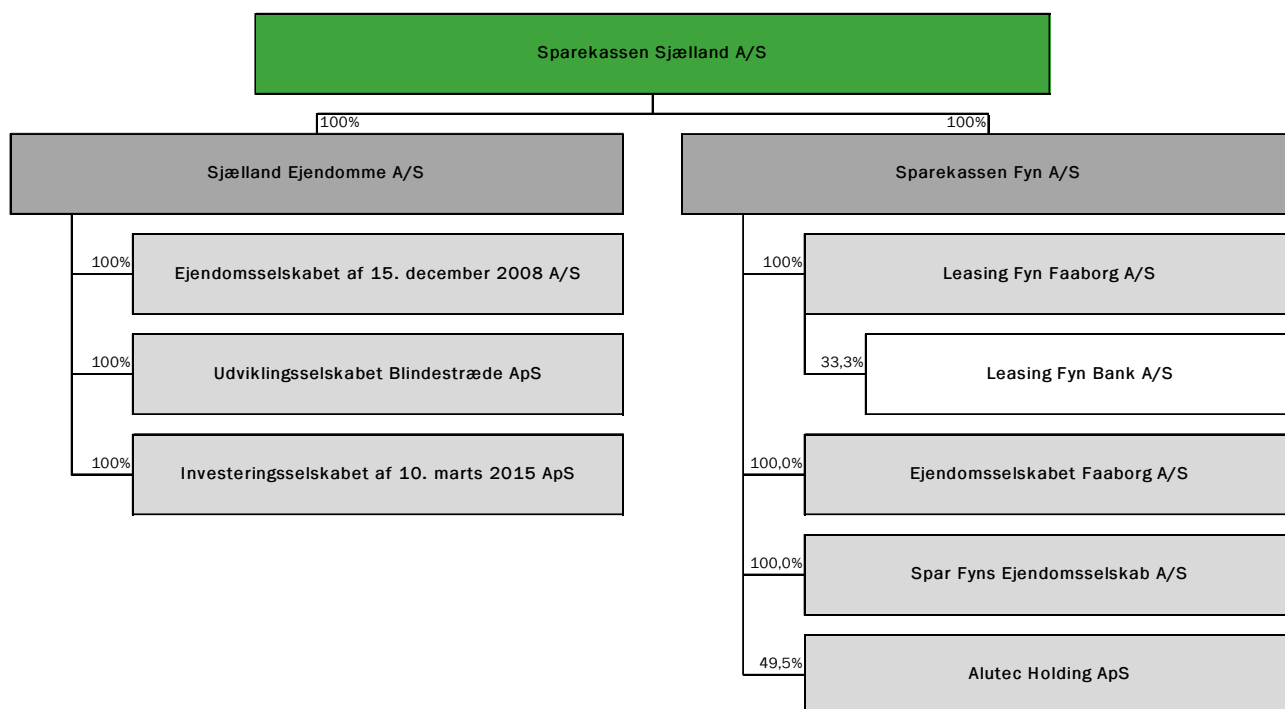 Sparekassen Sjælland A/S
100%
100%
Sjælland Ejendomme A/S
Sparekassen Fyn A/S
100%
Ejendomsselskabet af 15. december 2008 A/S
100%
Udviklingsselskabet Blindestræde ApS
100%
Investeringsselskabet af 10. marts 2015 ApS
100%
Leasing Fyn Faaborg A/S
33,3%
Leasing Fyn Bank A/S
100,0%
Ejendomsselskabet Faaborg A/S
100,0%
Spar Fyns Ejendomsselskab A/S
49,5%
Alutec Holding ApS